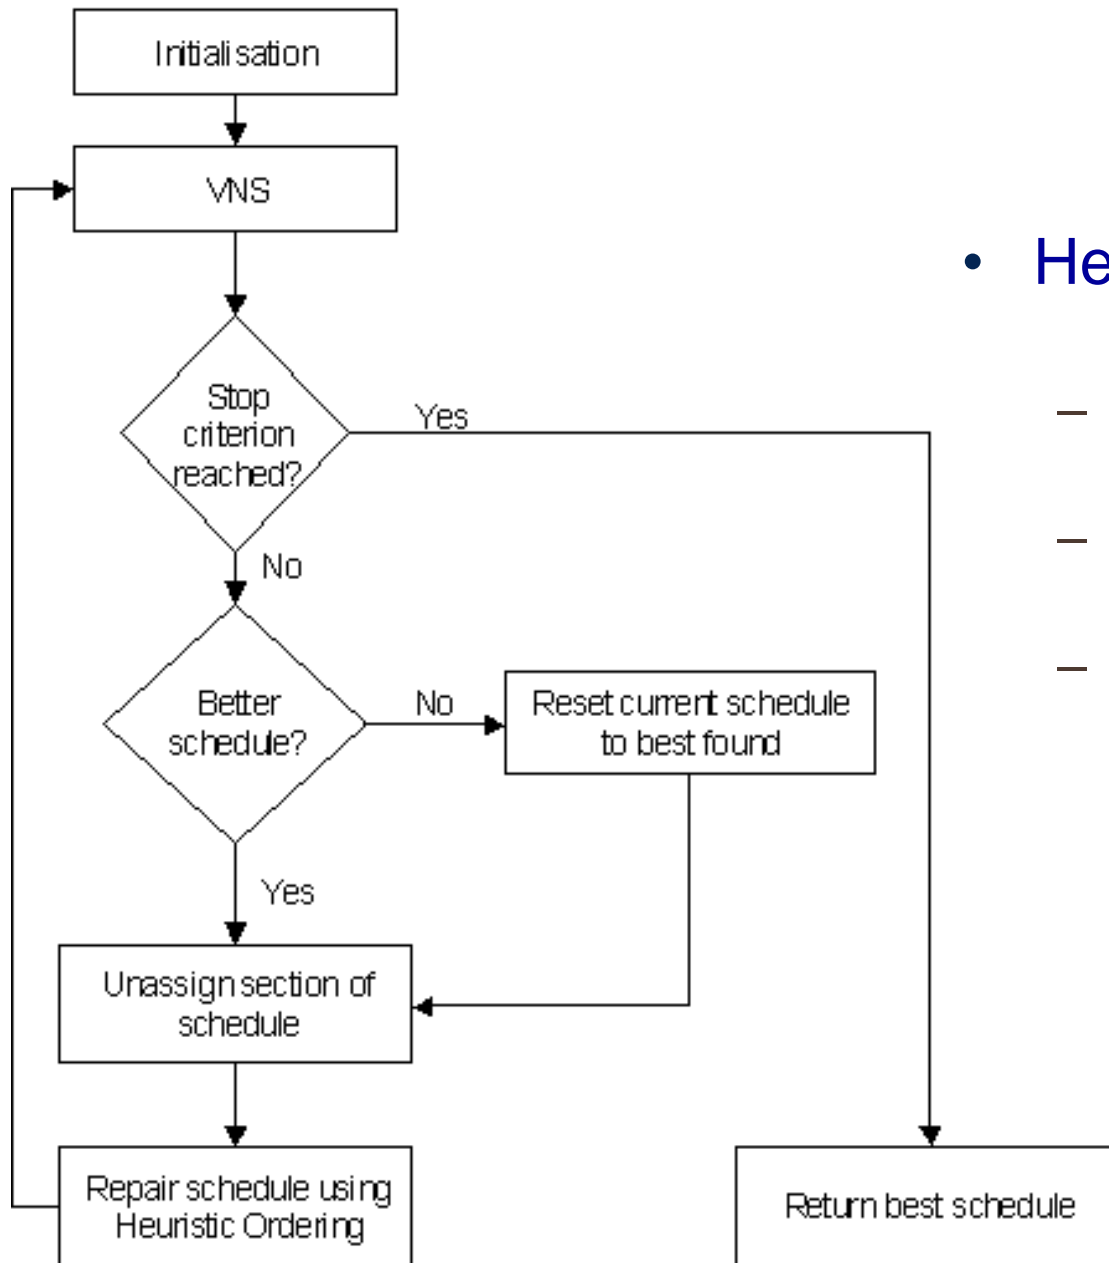 Initialisation
VNS
• He
Stop
criterion
reached?
Yes
–
–
No
–
Better
schedule?
No
Reset current schedule
to best found
Yes
Unassign section of
schedule
Repair schedule using
Heuristic Ordering
Return best schedule